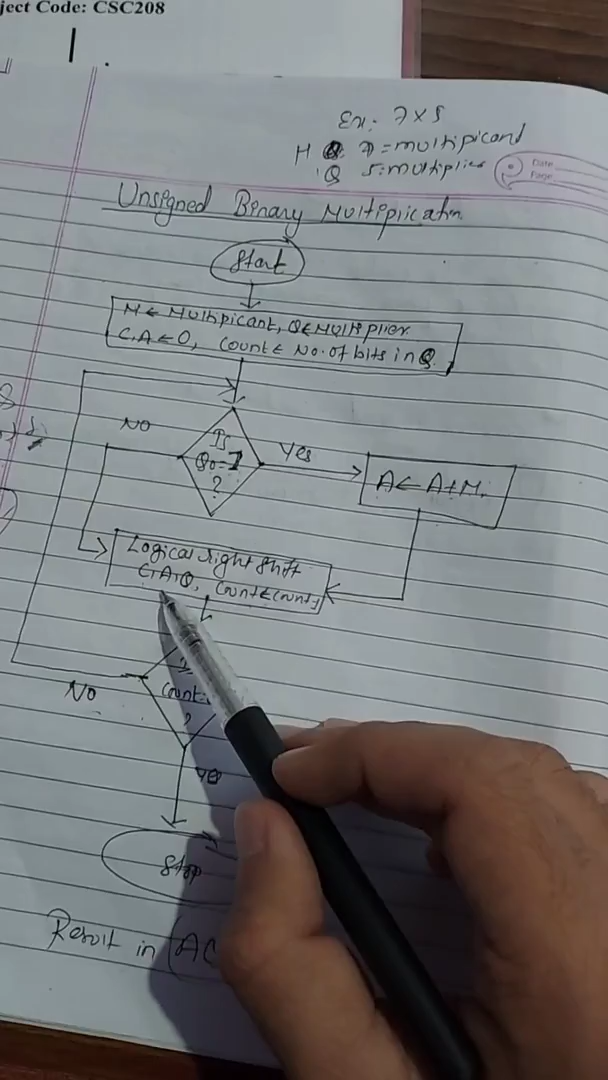 ject Code: CSC208
Ex:- 7 x 5
M 7 = multipicand
Q 5 = multiplier
Date
Page
Unsigned Binary Multiplication
Start
M ← Multipicant, Q ← Multiplier
C, A ← 0, Count ← No. of bits in Q
NO
Is
Q0=1
?
Yes
A ← A+M
Logical right shift
C, A, Q, Count ← Count-1
NO
Count
?
Stop
Result in